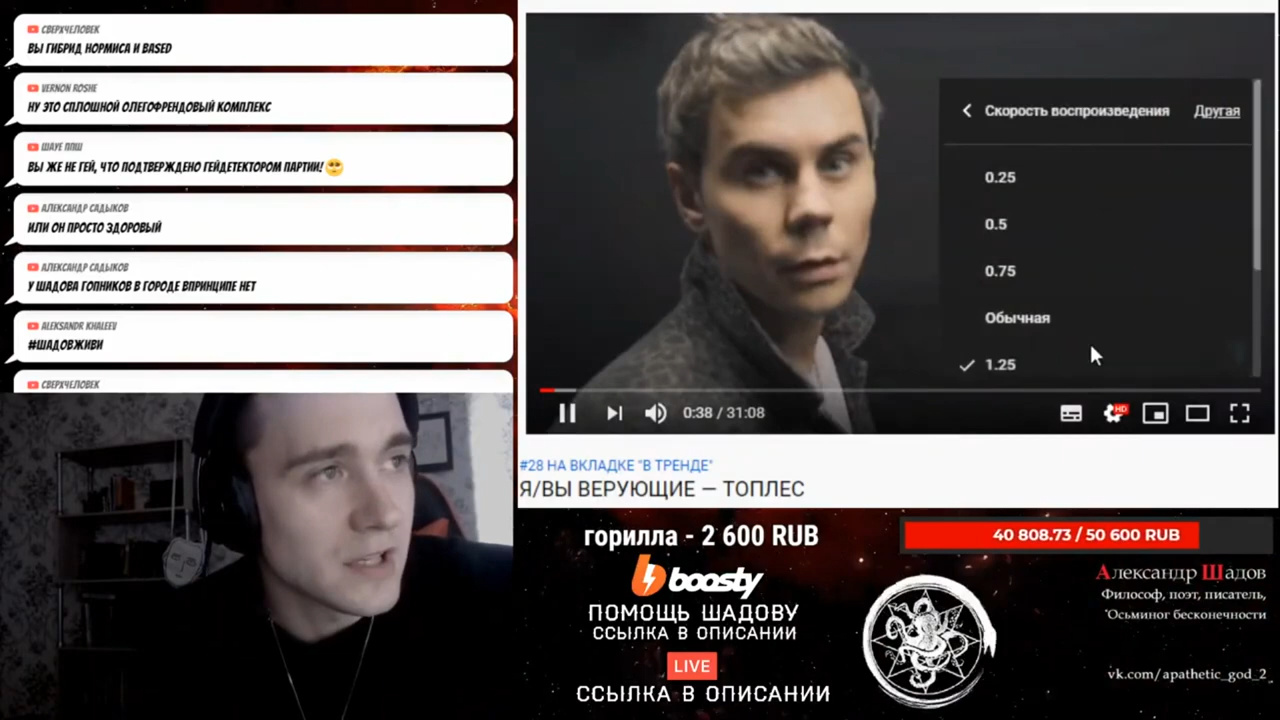 СВЕРХЧЕЛОВЕК
ВЫ ГИБРИД НОРМИСА И BASED
VERNON ROSHE
НУ ЭТО СПЛОШНОЙ ОЛЕГОФРЕНДОВЫЙ КОМПЛЕКС
ШАУЕ ППШ
ВЫ ЖЕ НЕ ГЕЙ, ЧТО ПОДТВЕРЖДЕНО ГЕЙДЕТЕКТОРОМ ПАРТИИ!
АЛЕКСАНДР САДЫКОВ
ИЛИ ОН ПРОСТО ЗДОРОВЫЙ
АЛЕКСАНДР САДЫКОВ
У ШАДОВА ГОПНИКОВ В ГОРОДЕ ВПРИНЦИПЕ НЕТ
ALEKSANDR KHALEEV
#ШАДОВЖИВИ
СВЕРХЧЕЛОВЕК
Скорость воспроизведения Другая
0.25
0.5
0.75
Обычная
1.25
0:38 / 31:08
HD
#28 НА ВКЛАДКЕ "В ТРЕНДЕ"
Я/ВЫ ВЕРУЮЩИЕ — ТОПЛЕС
горилла - 2 600 RUB
boosty
ПОМОЩЬ ШАДОВУ
ССЫЛКА В ОПИСАНИИ
LIVE
ССЫЛКА В ОПИСАНИИ
40 808.73 / 50 600 RUB
Александр Шадов
Философ, поэт, писатель,
Осьминог бесконечности
vk.com/apathetic_god_2